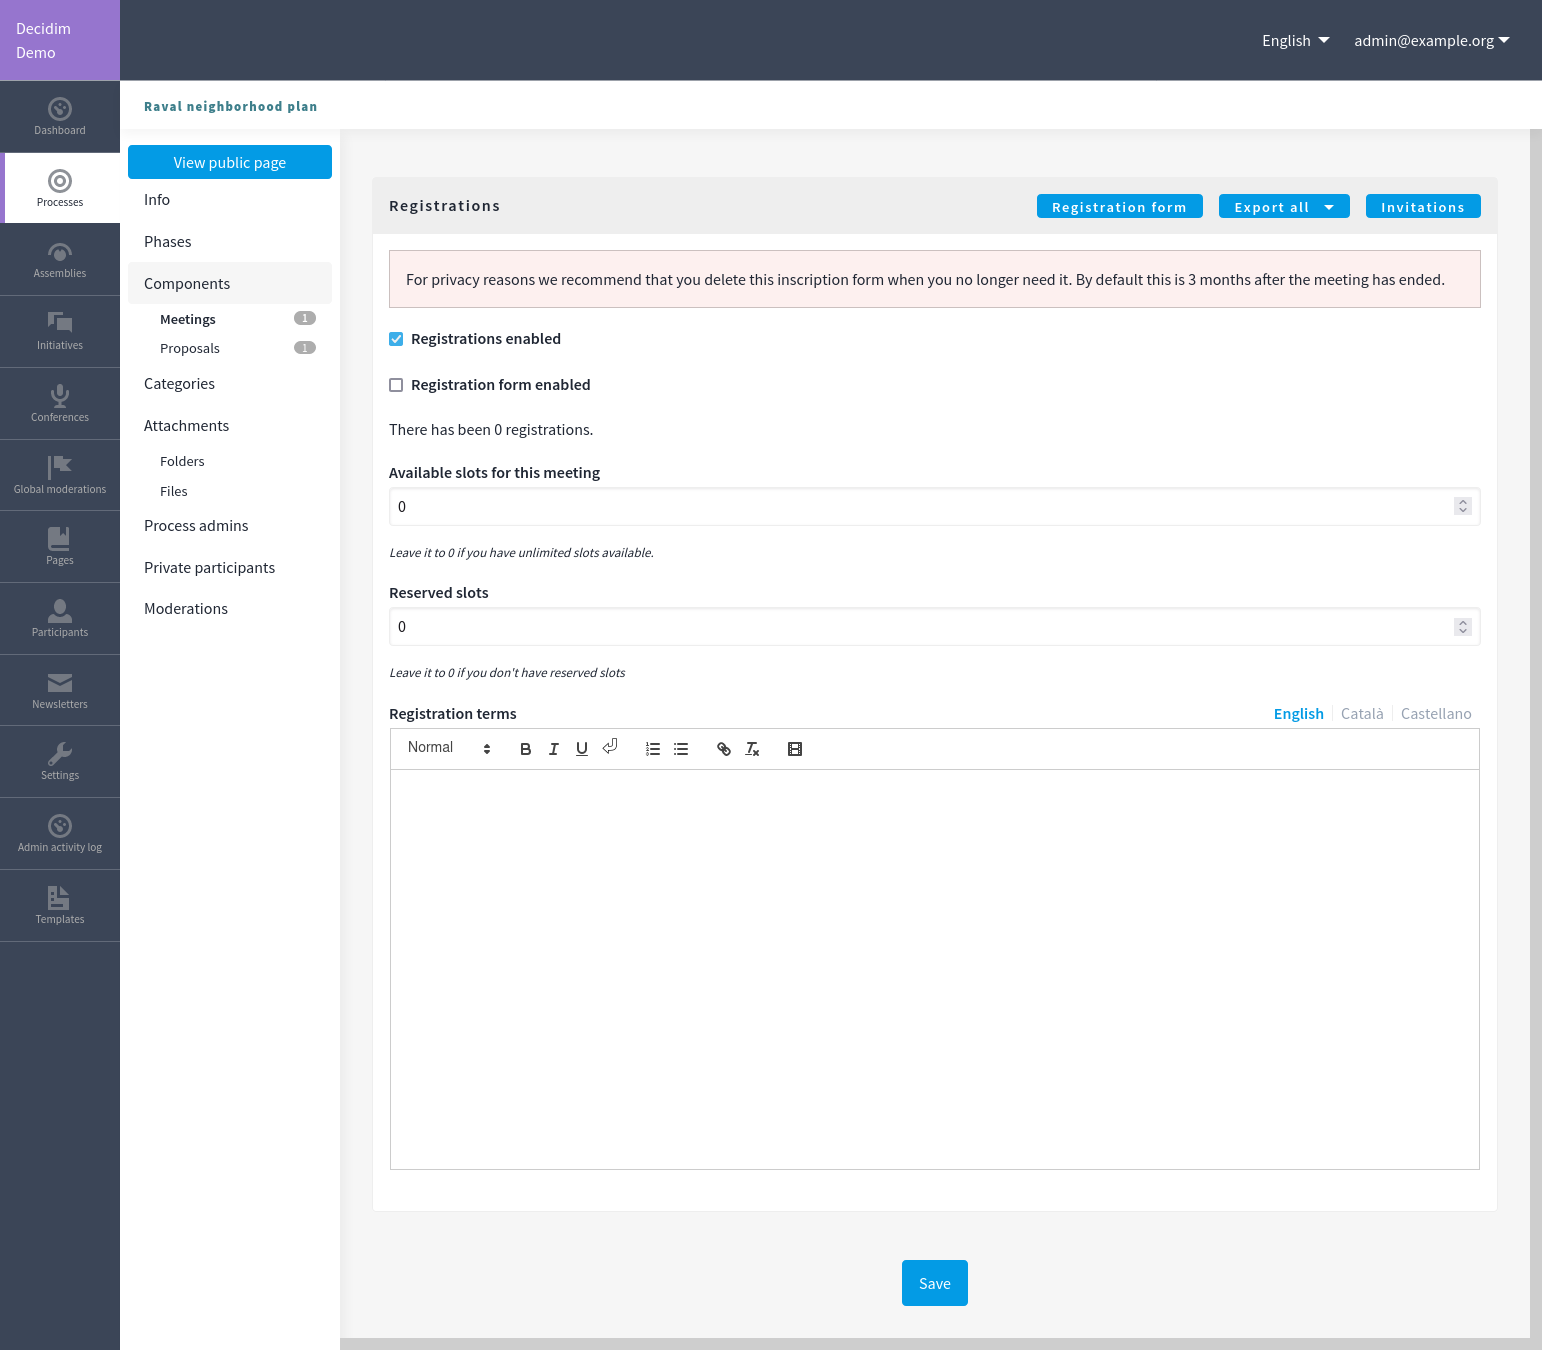 Decidim
Demo
English
admin@example.org
Raval neighborhood plan
Dashboard
Processes
Assemblies
Initiatives
Conferences
Global moderations
Pages
Participants
Newsletters
Settings
Admin activity log
Templates
View public page
Info
Phases
Components
Meetings 1
Proposals 1
Categories
Attachments
Folders
Files
Process admins
Private participants
Moderations
Registrations
Registration form
Export all
Invitations
For privacy reasons we recommend that you delete this inscription form when you no longer need it. By default this is 3 months after the meeting has ended.
Registrations enabled
Registration form enabled
There has been 0 registrations.
Available slots for this meeting
0
Leave it to 0 if you have unlimited slots available.
Reserved slots
0
Leave it to 0 if you don't have reserved slots
Registration terms
English Català Castellano
Normal
Save